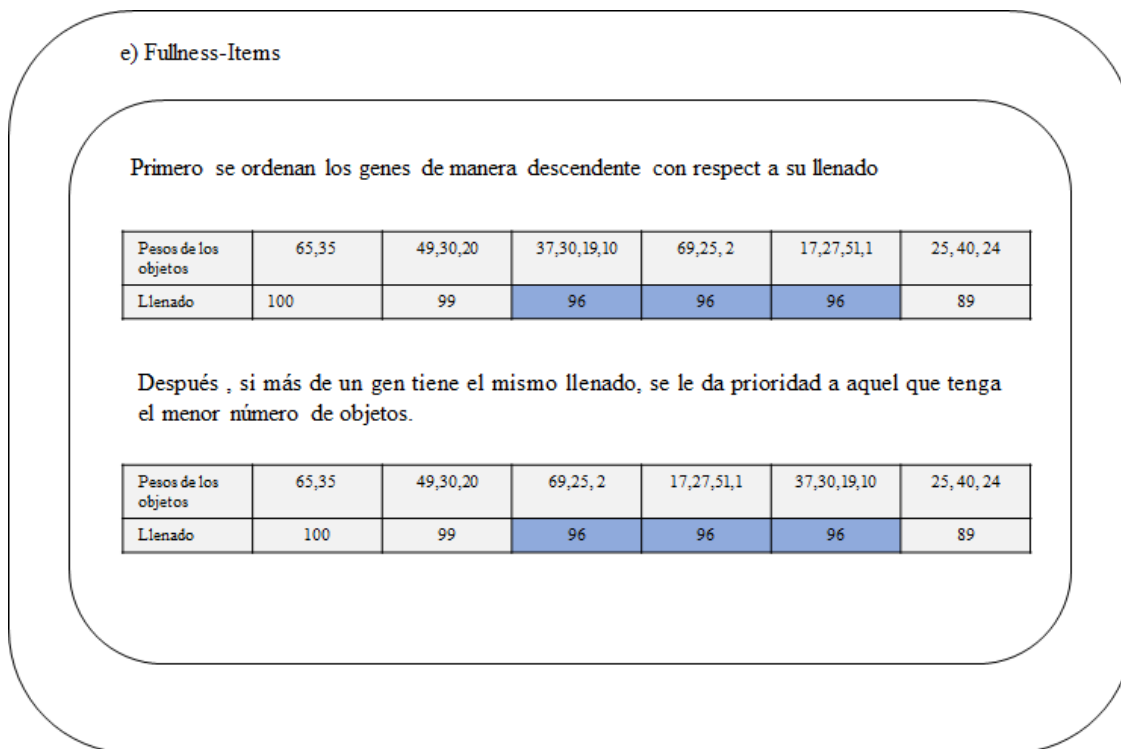 e) Fullness-Items
Primero se ordenan los genes de manera descendente con respect a su llenado
Pesos de los objetos 65,35 49,30,20 37,30,19,10 69,25, 2 17,27,51,1 25, 40, 24
Llenado 100 99 96 96 96 89
Después , si más de un gen tiene el mismo llenado, se le da prioridad a aquel que tenga
el menor número de objetos.
Pesos de los objetos 65,35 49,30,20 69,25, 2 17,27,51,1 37,30,19,10 25, 40, 24
Llenado 100 99 96 96 96 89